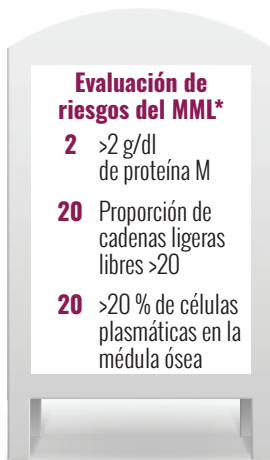 Evaluación de
riesgos del MML*
2 >2 g/dl
de proteína M
20 Proporción de
cadenas ligeras
libres >20
20 >20 % de células
plasmáticas en la
médula ósea